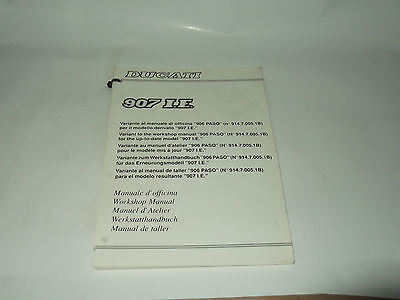 DUCATI
907 I.E.
Variante al manuale di officina "906 PASO" (n° 914.7.005.1B)
per il modello derivato "907 I.E."
Variant to the workshop manual "906 PASO" (N° 914.7.005.1B)
for the up-to-date model "907 I.E."
Variante au manuel d'atelier "906 PASO" (N° 914.7.005.1B)
pour le modèle mis à jour "907 I.E."
Variante zum Werkstatthandbuch "906 PASO" (N° 914.7.005.1B)
für das Erneurungsmodell "907 I.E."
Variante al manual de taller "906 PASO" (N° 914.7.005.1B)
para el modelo resultante "907 I.E."
Manuale d'officina
Workshop Manual
Manuel d'Atelier
Werkstatthandbuch
Manual de taller